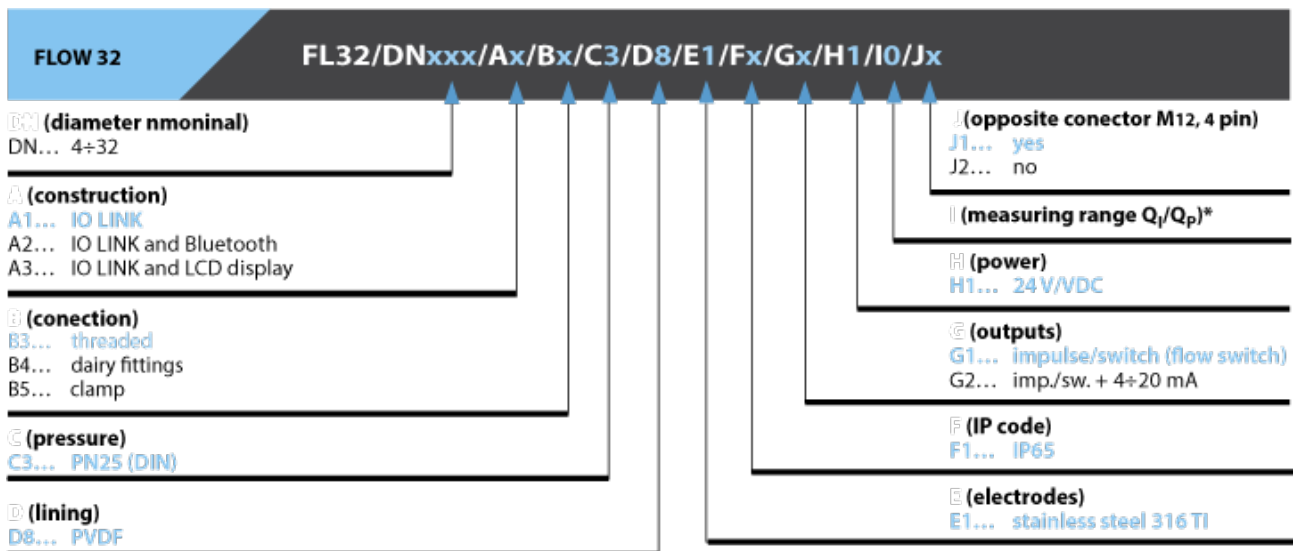 FLOW 32
FL32/DNxxx/Ax/Bx/C3/D8/E1/Fx/Gx/H1/I0/Jx
DN (diameter nmoninal)
DN... 4÷32
A (construction)
A1... IO LINK
A2... IO LINK and Bluetooth
A3... IO LINK and LCD display
B (conection)
B3... threaded
B4... dairy fittings
B5... clamp
C (pressure)
C3... PN25 (DIN)
D (lining)
D8... PVDF
J (opposite conector M12, 4 pin)
J1... yes
J2... no
I (measuring range QI/QP)*
H (power)
H1... 24 V/VDC
G (outputs)
G1... impulse/switch (flow switch)
G2... imp./sw. + 4÷20 mA
F (IP code)
F1... IP65
E (electrodes)
E1... stainless steel 316 TI